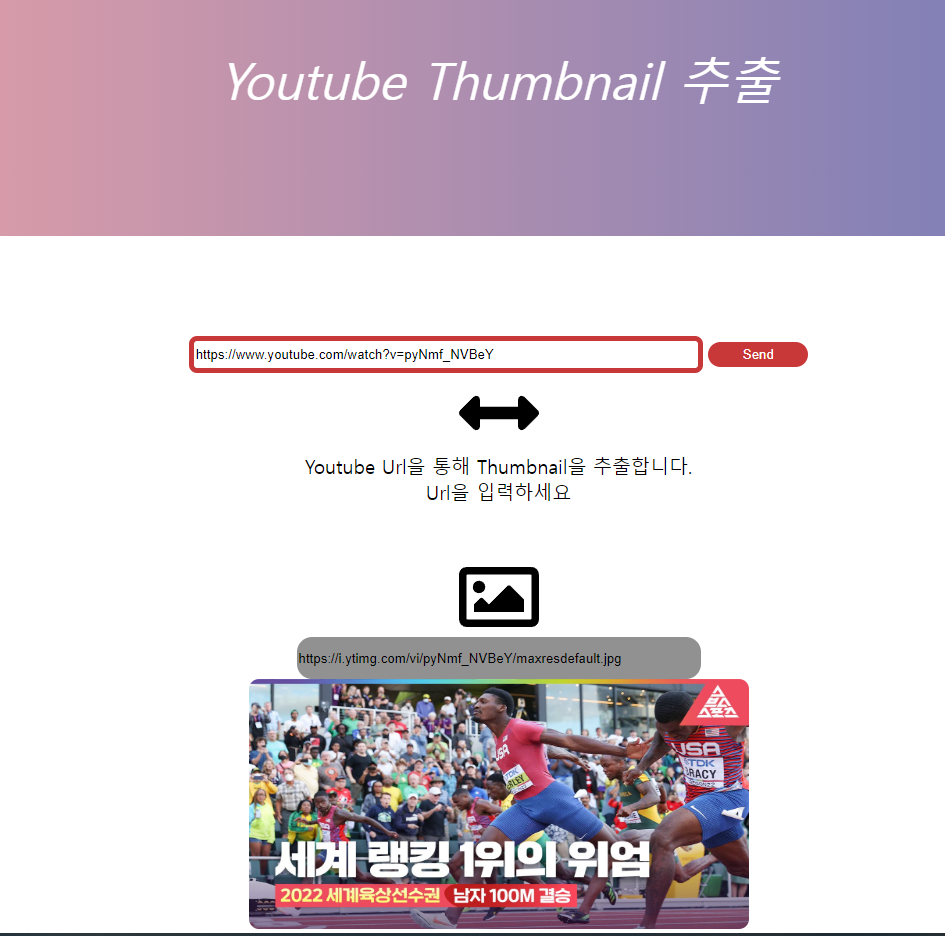 Youtube Thumbnail 추출
https://www.youtube.com/watch?v=pyNmf_NVBeY
Send
Youtube Url을 통해 Thumbnail을 추출합니다.
Url을 입력하세요
https://i.ytimg.com/vi/pyNmf_NVBeY/maxresdefault.jpg
USA
TDK
USA
TDK
RACY
세계 랭킹 1위의 위엄
2022 세계육상선수권 남자 100M 결승